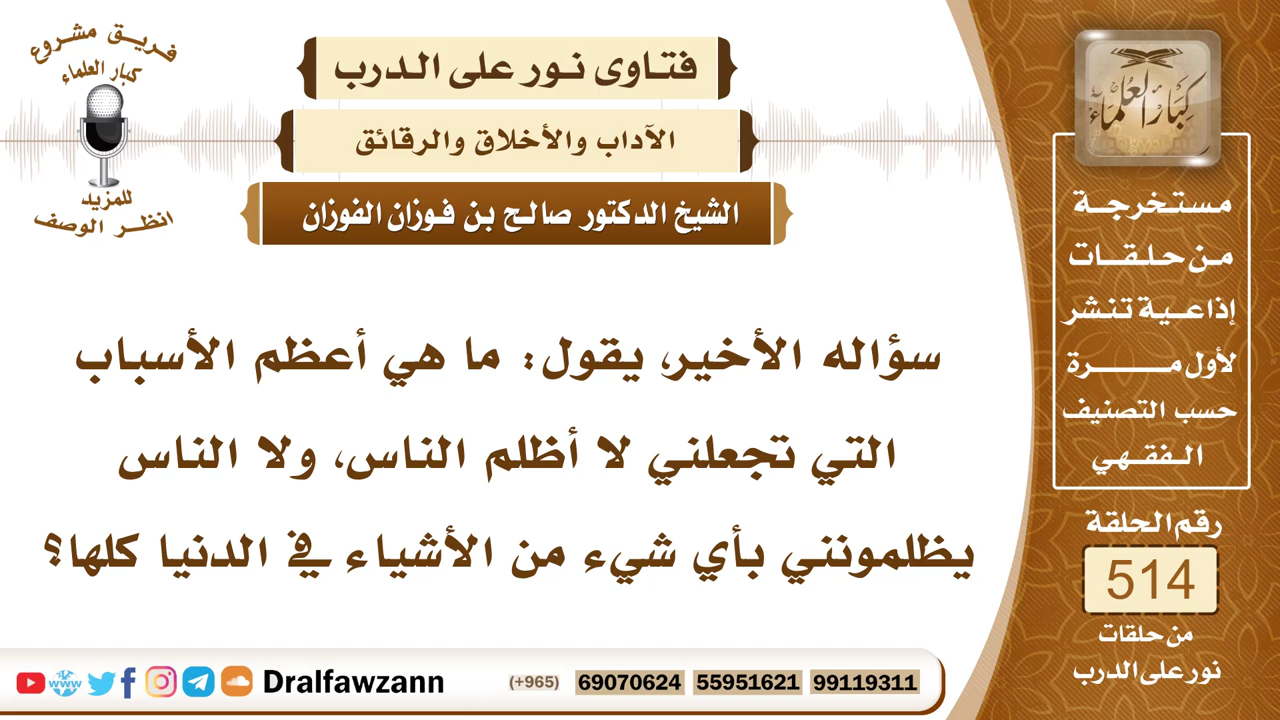 فريق مشروع
كبار العلماء
للمزيد
انظر الوصف
فتاوى نور على الدرب
الآداب والأخلاق والرقائق
الشيخ الدكتور صالح بن فوزان الفوزان
سؤاله الأخير، يقول: ما هي أعظم الأسباب
التي تجعلني لا أظلم الناس، ولا الناس
يظلمونني بأي شيء من الأشياء في الدنيا كلها؟
كبار العلماء
مستخرجة
من حلقات
إذاعية تنشر
لأول مرة
حسب التصنيف
الفقهي
رقم الحلقة
514
من حلقات
نور على الدرب
www
Dralfawzann
(+965) 69070624 55951621 99119311